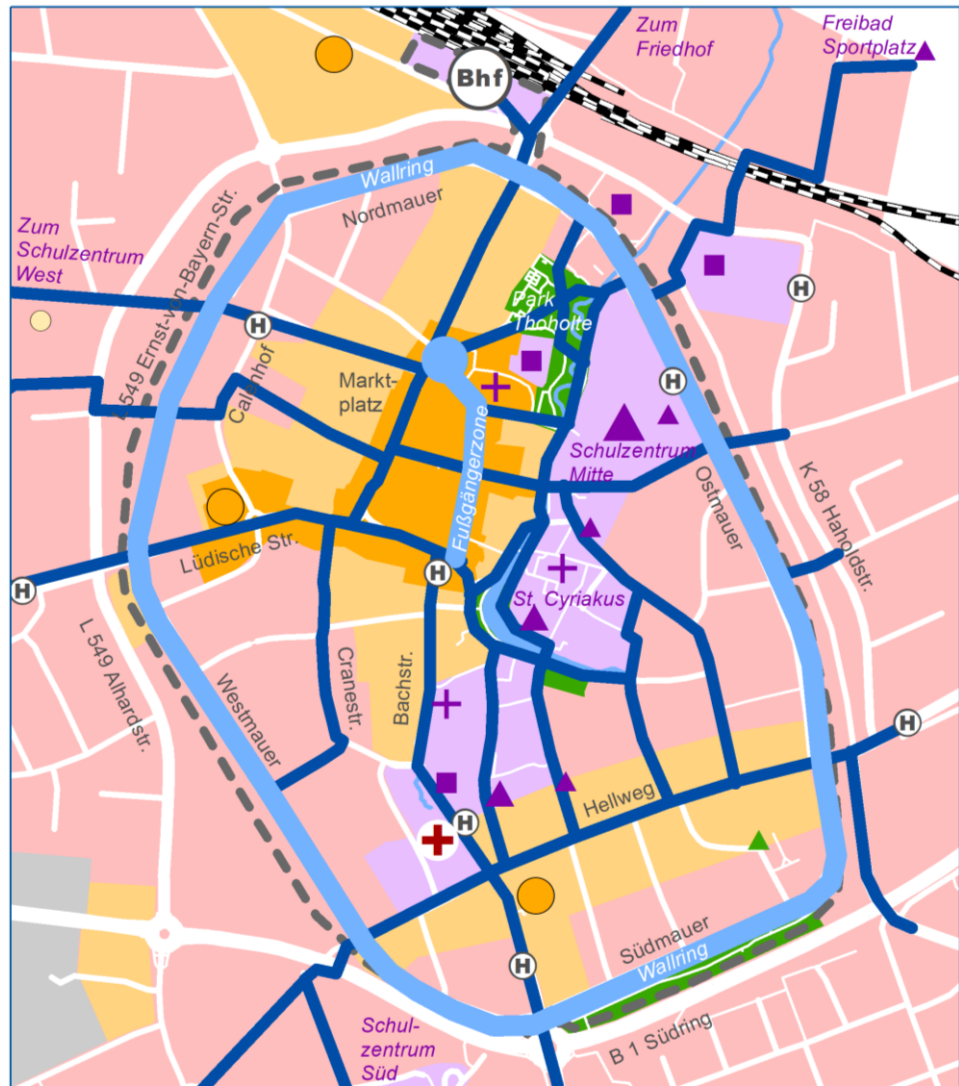 Zum
Friedhof
Freibad
Sportplatz
Bhf
Wallring
Nordmauer
Zum
Schulzentrum
West
L 549 Ernst-von-Bayern-Str.
H
H
Park
Thoholte
Calenhof
Markt-
platz
H
Schulzentrum
Mitte
Fußgängerzone
Ostmauer
K 58 Haholdstr.
Lüdische Str.
H
H
St. Cyriakus
L 549 Alhardstr.
Westmauer
Cranestr.
Bachstr.
H
Hellweg
H
Südmauer
Wallring
H
B 1 Südring
Schul-
zentrum
Süd